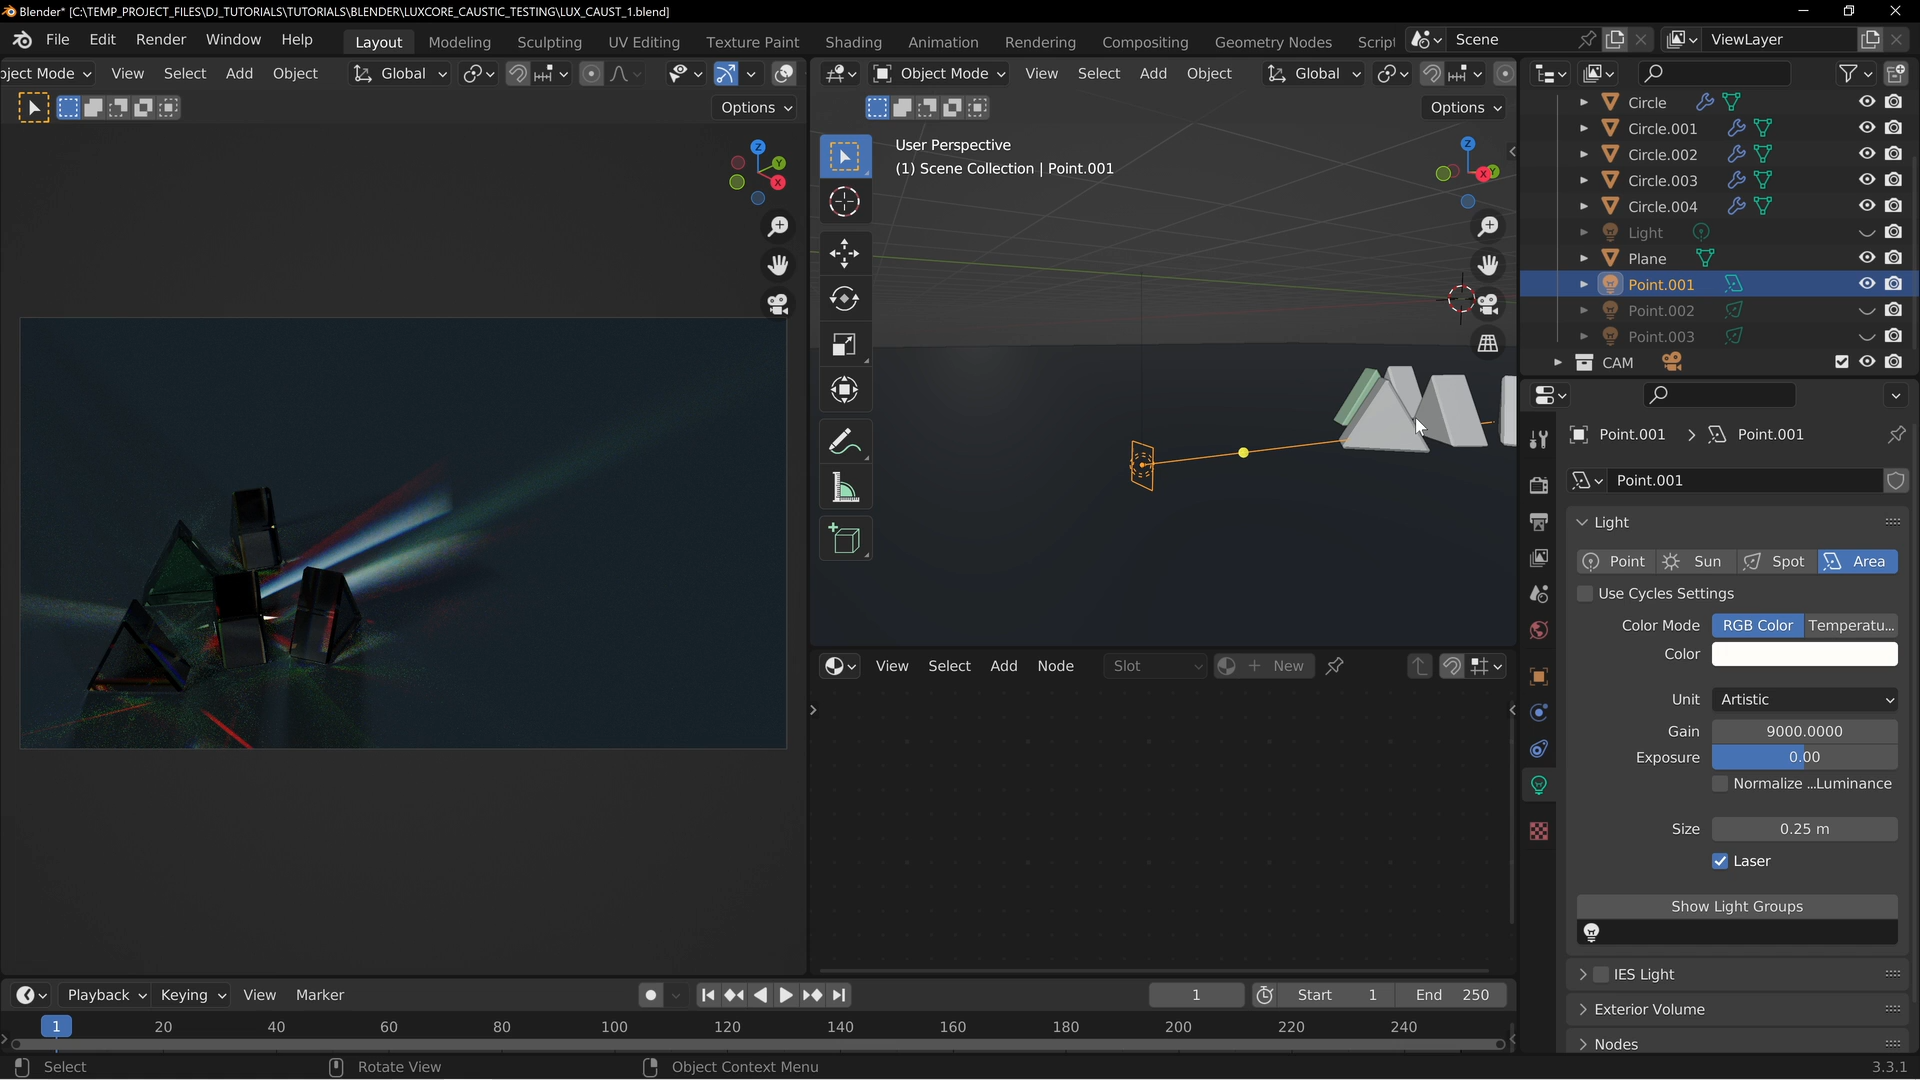 Blender* [C:\TEMP_PROJECT_FILES\DJ_TUTORIALS\TUTORIALS\BLENDER\LUXCORE_CAUSTIC_TESTING\LUX_CAUST_1.blend]
File Edit Render Window Help Layout Modeling Sculpting UV Editing Texture Paint Shading Animation Rendering Compositing Geometry Nodes Script Scene ViewLayer
bject Mode View Select Add Object Global Object Mode View Select Add Object Global
Options Options
User Perspective
(1) Scene Collection | Point.001
Z
Y
X
Z
X
Y
Circle
Circle.001
Circle.002
Circle.003
Circle.004
Light
Plane
Point.001
Point.002
Point.003
CAM
Point.001 Point.001
Point.001
Light
Point Sun Spot Area
Use Cycles Settings
Color Mode RGB Color Temperatu...
Color
Unit Artistic
Gain 9000.0000
Exposure 0.00
Normalize ...Luminance
Size 0.25 m
Laser
Show Light Groups
IES Light
Exterior Volume
Nodes
View Select Add Node Slot New
Playback Keying View Marker 1 Start 1 End 250
1 20 40 60 80 100 120 140 160 180 200 220 240
Select Rotate View Object Context Menu 3.3.1